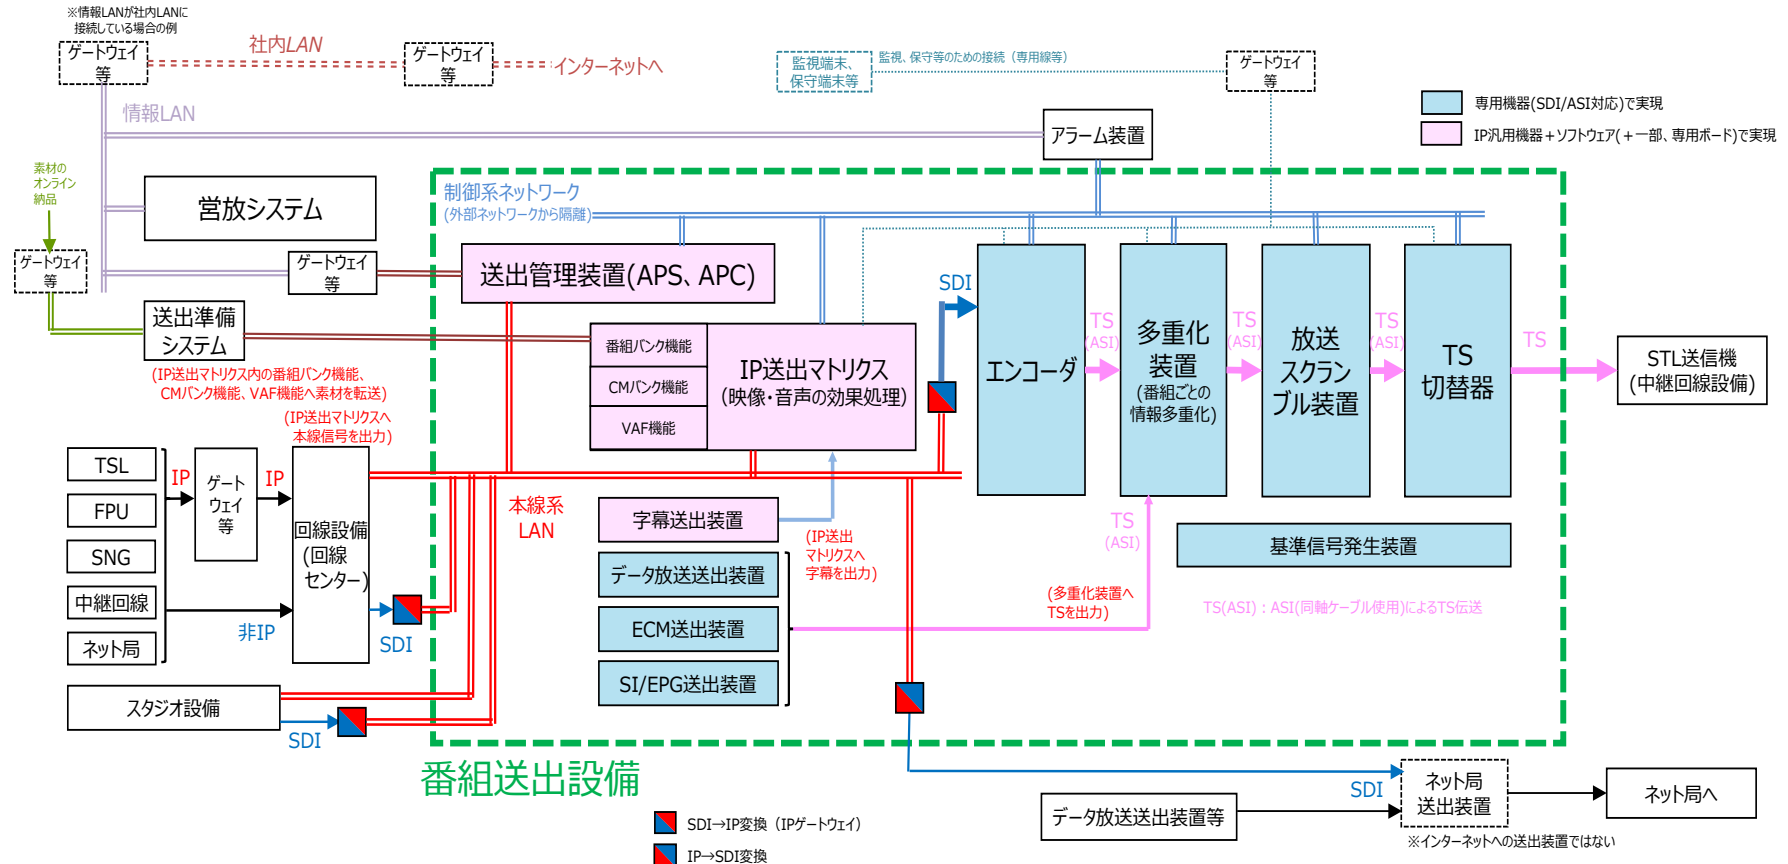 ※情報LANが社内LANに
接続している場合の例
ゲートウェイ
等
社内LAN
ゲートウェイ
等
インターネットへ
監視端末、
保守端末等
監視、保守等のための接続（専用線等）
ゲートウェイ
等
専用機器(SDI/ASI対応)で実現
IP汎用機器＋ソフトウェア(＋一部、専用ボード)で実現
情報LAN
アラーム装置
素材の
オンライン
納品
営放システム
制御系ネットワーク
(外部ネットワークから隔離)
ゲートウェイ
等
ゲートウェイ
等
送出管理装置(APS、APC)
SDI
送出準備
システム
(IP送出マトリクス内の番組バンク機能、
CMバンク機能、VAF機能へ素材を転送)
番組バンク機能
CMバンク機能
VAF機能
IP送出マトリクス
(映像・音声の効果処理)
エンコーダ
TS
(ASI)
多重化
装置
(番組ごとの
情報多重化)
TS
(ASI)
放送
スクラン
ブル装置
TS
(ASI)
TS
切替器
TS
STL送信機
(中継回線設備)
(IP送出マトリクスへ
本線信号を出力)
TSL
FPU
SNG
中継回線
ネット局
IP
ゲート
ウェイ
等
IP
非IP
回線設備
(回線
センター)
SDI
本線系
LAN
字幕送出装置
(IP送出
マトリクスへ
字幕を出力)
データ放送送出装置
ECM送出装置
SI/EPG送出装置
TS
(ASI)
(多重化装置へ
TSを出力)
基準信号発生装置
TS(ASI)：ASI(同軸ケーブル使用)によるTS伝送
スタジオ設備
SDI
番組送出設備
SDI→IP変換（IPゲートウェイ）
IP→SDI変換
データ放送送出装置等
SDI
ネット局
送出装置
※インターネットへの送出装置ではない
ネット局へ